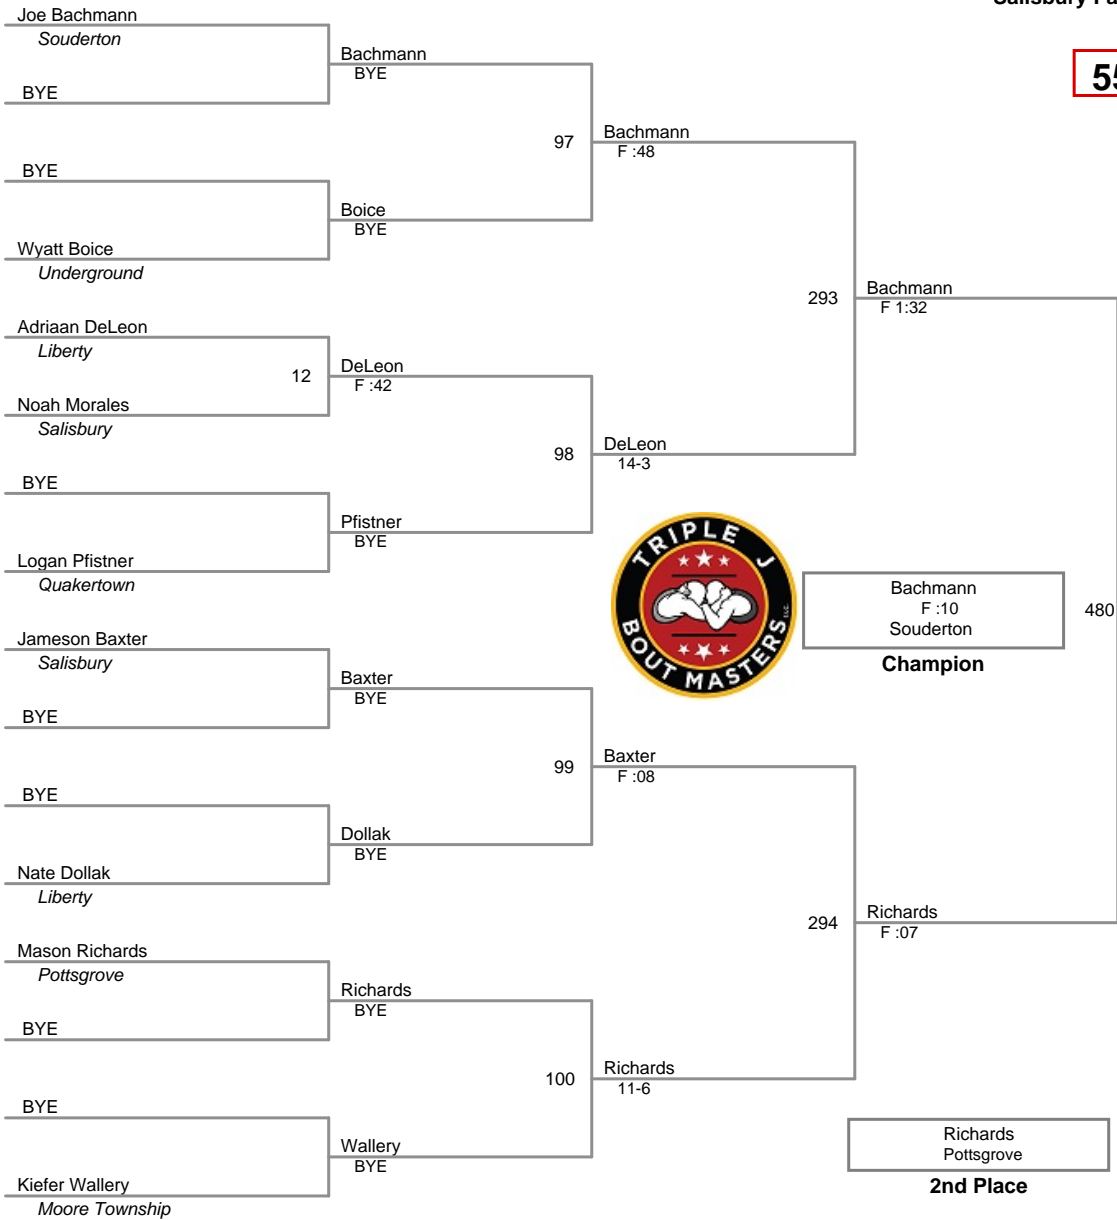 Salisbury Fa
55
Joe Bachmann
Souderton
BYE
BYE
Wyatt Boice
Underground
Adriaan DeLeon
Liberty
12
Noah Morales
Salisbury
BYE
Logan Pfistner
Quakertown
Jameson Baxter
Salisbury
BYE
BYE
Nate Dollak
Liberty
Mason Richards
Pottsgrove
BYE
BYE
Kiefer Wallery
Moore Township
Bachmann
BYE
97
Boice
BYE
DeLeon
F :42
98
Pfistner
BYE
Baxter
BYE
99
Dollak
BYE
Richards
BYE
100
Wallery
BYE
Bachmann
F :48
293
DeLeon
14-3
Baxter
F :08
294
Richards
11-6
Bachmann
F 1:32
Richards
F :07
480
TRIPLE J
BOUT MASTERS LLC.
Bachmann
F :10
Souderton
Champion
Richards
Pottsgrove
2nd Place